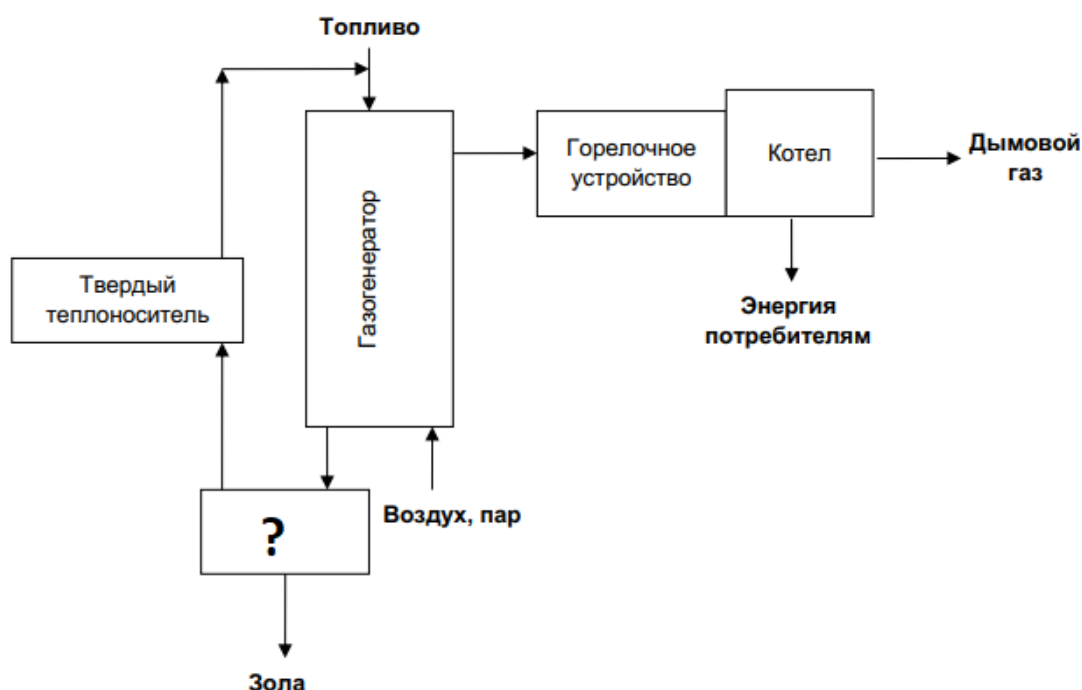 Топливо
Горелочное
устройство
Котел
Дымовой
газ
Газогенератор
Твердый
теплоноситель
Энергия
потребителям
?
Воздух, пар
Зола